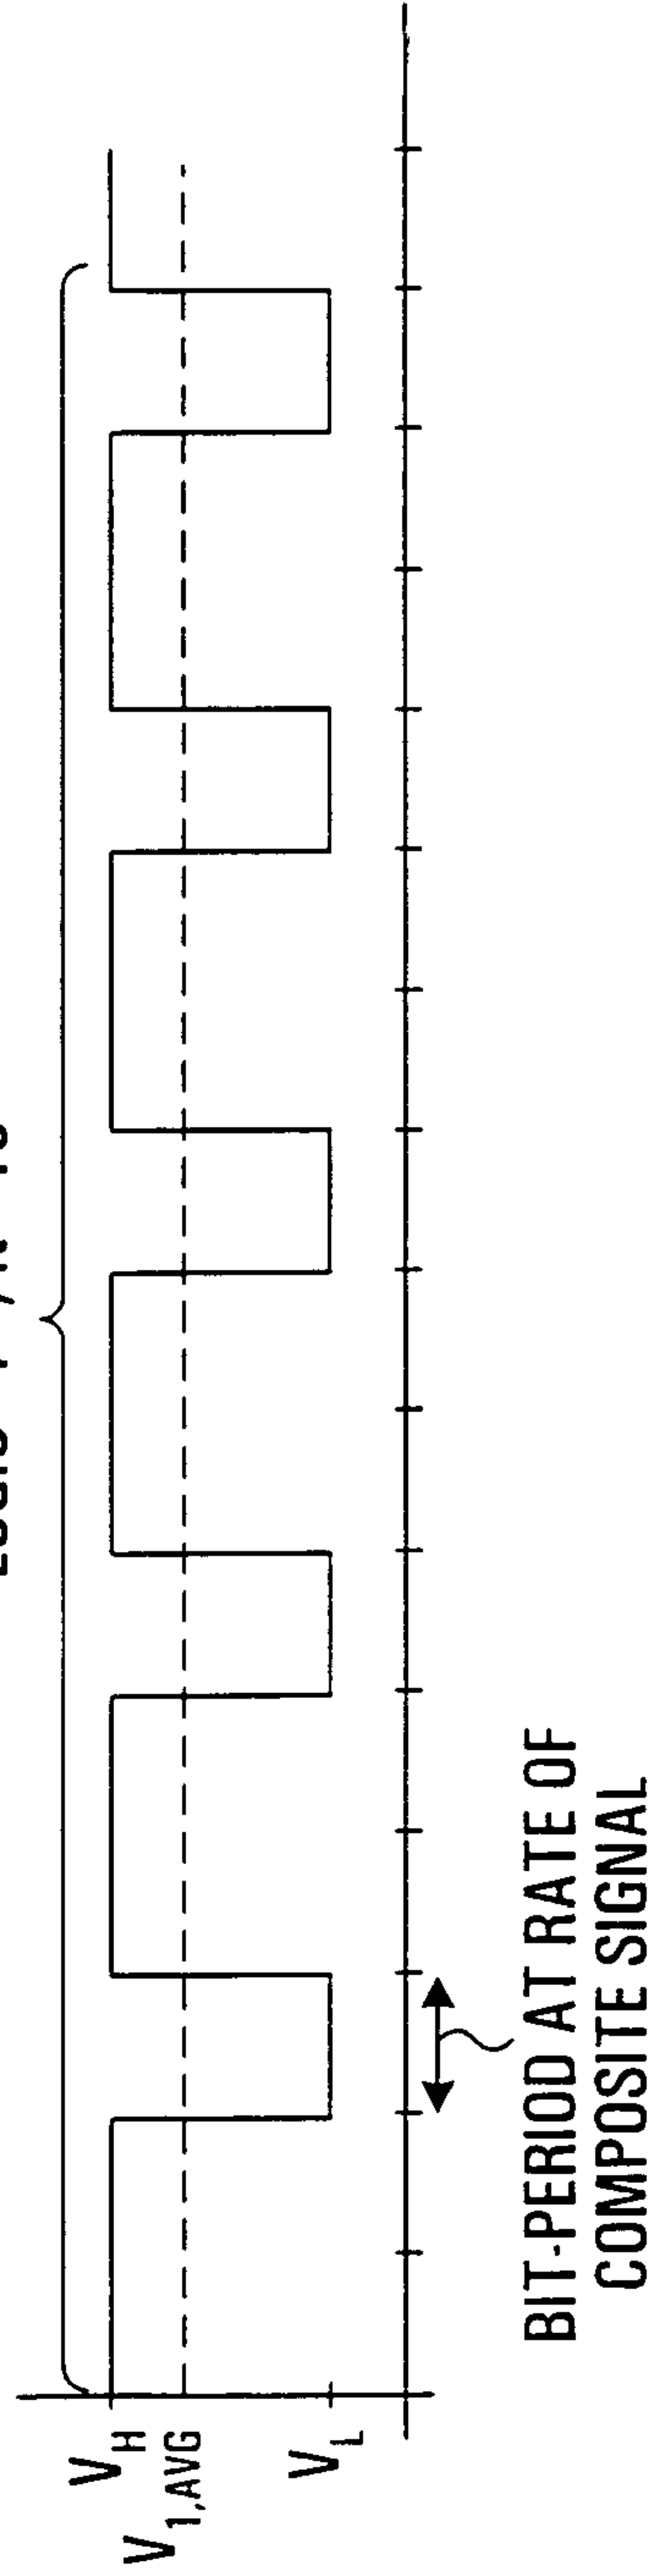 V_H
V_1,AVG
V_L
BIT-PERIOD AT RATE OF
COMPOSITE SIGNAL